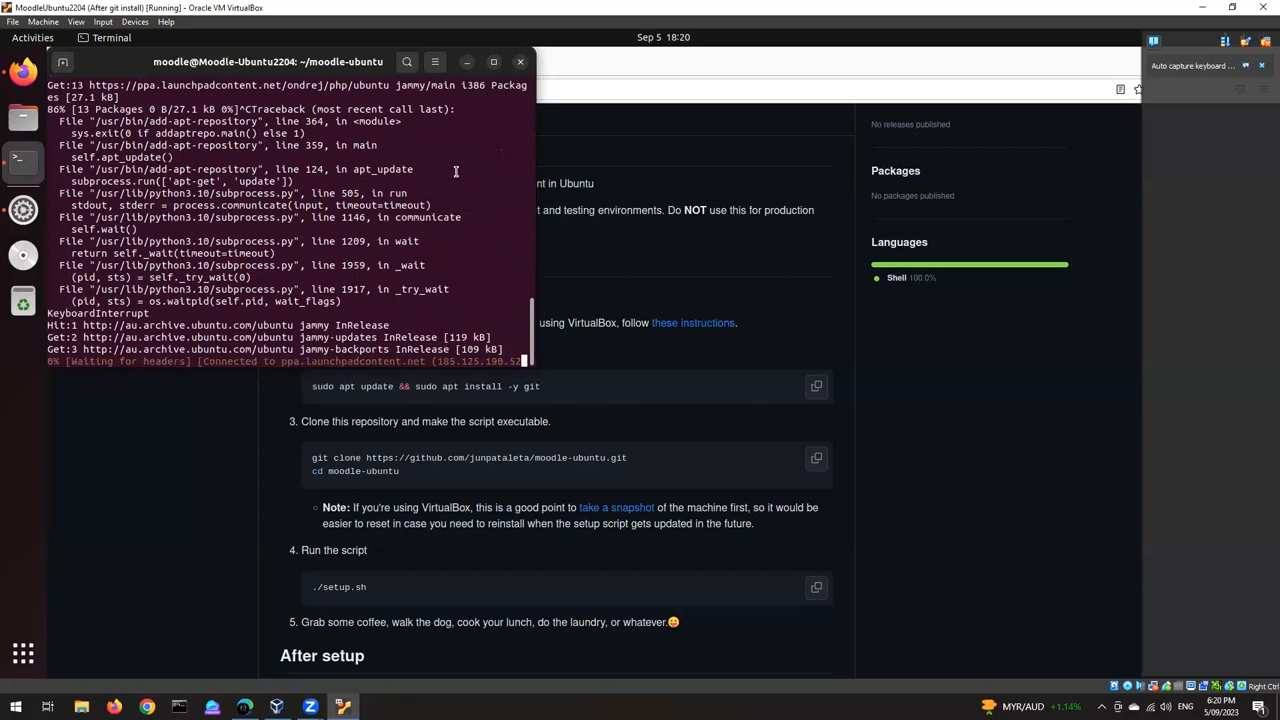 MoodleUbuntu2204 (After git install) [Running] - Oracle VM VirtualBox
File Machine View Input Devices Help
Activities Terminal Sep 5 18:20
Auto capture keyboard ...
moodle@Moodle-Ubuntu2204: ~/moodle-ubuntu
Get:13 https://ppa.launchpadcontent.net/ondrej/php/ubuntu jammy/main i386 Packag
es [27.1 kB]
86% [13 Packages 0 B/27.1 kB 0%]^CTraceback (most recent call last):
File "/usr/bin/add-apt-repository", line 364, in <module>
sys.exit(0 if addaptrepo.main() else 1)
File "/usr/bin/add-apt-repository", line 359, in main
self.apt_update()
File "/usr/bin/add-apt-repository", line 124, in apt_update
subprocess.run(['apt-get', 'update'])
File "/usr/lib/python3.10/subprocess.py", line 505, in run
stdout, stderr = process.communicate(input, timeout=timeout)
File "/usr/lib/python3.10/subprocess.py", line 1146, in communicate
self.wait()
File "/usr/lib/python3.10/subprocess.py", line 1209, in wait
return self._wait(timeout=timeout)
File "/usr/lib/python3.10/subprocess.py", line 1959, in _wait
(pid, sts) = self._try_wait(0)
File "/usr/lib/python3.10/subprocess.py", line 1917, in _try_wait
(pid, sts) = os.waitpid(self.pid, wait_flags)
KeyboardInterrupt
Hit:1 http://au.archive.ubuntu.com/ubuntu jammy InRelease
Get:2 http://au.archive.ubuntu.com/ubuntu jammy-updates InRelease [119 kB]
Get:3 http://au.archive.ubuntu.com/ubuntu jammy-backports InRelease [109 kB]
0% [Waiting for headers] [Connected to ppa.launchpadcontent.net (185.125.190.52
nt in Ubuntu
t and testing environments. Do NOT use this for production
using VirtualBox, follow these instructions.
sudo apt update && sudo apt install -y git
3. Clone this repository and make the script executable.
git clone https://github.com/junpataleta/moodle-ubuntu.git
cd moodle-ubuntu
Note: If you're using VirtualBox, this is a good point to take a snapshot of the machine first, so it would be
easier to reset in case you need to reinstall when the setup script gets updated in the future.
4. Run the script
./setup.sh
5. Grab some coffee, walk the dog, cook your lunch, do the laundry, or whatever.😛
After setup
No releases published
Packages
No packages published
Languages
Shell 100.0%
Right Ctrl
MYR/AUD +1.14%
ENG
6:20 PM
5/09/2023